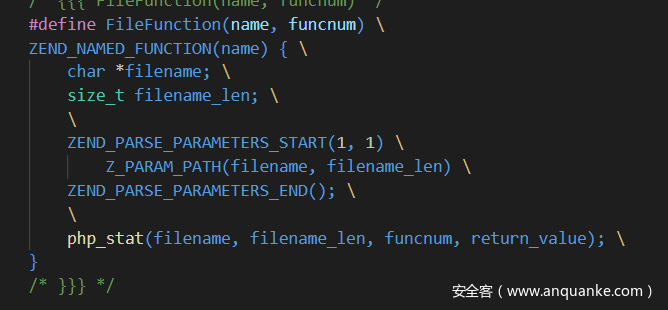 /* {{{ FileFunction(name, funcnum) */
#define FileFunction(name, funcnum) \
ZEND_NAMED_FUNCTION(name) { \
    char *filename; \
    size_t filename_len; \
    \
    ZEND_PARSE_PARAMETERS_START(1, 1) \
        Z_PARAM_PATH(filename, filename_len) \
    ZEND_PARSE_PARAMETERS_END(); \
    \
    php_stat(filename, filename_len, funcnum, return_value); \
}
/* }}} */
安全客（www.anquanke.com）